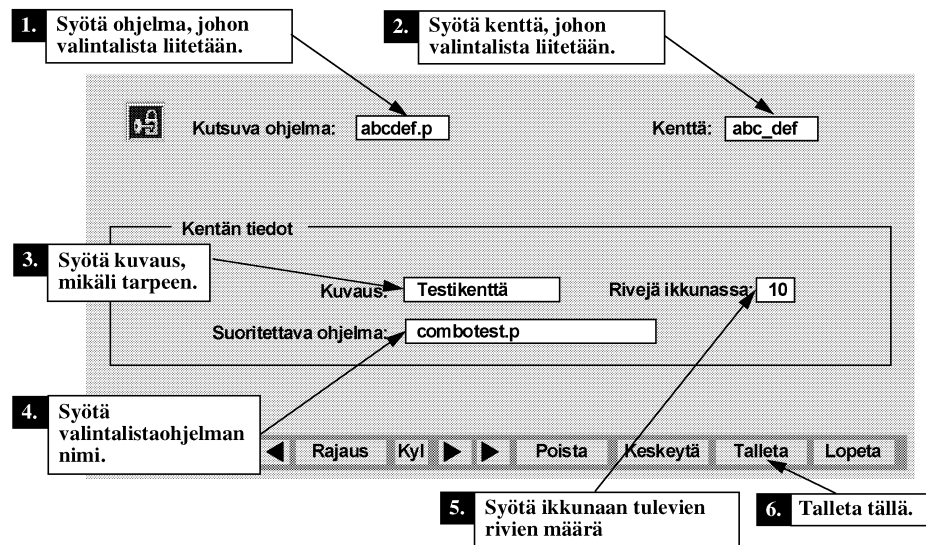 1. Syötä ohjelma, johon
valintalista liitetään.
2. Syötä kenttä, johon
valintalista liitetään.
Kutsuva ohjelma: abcdef.p
Kenttä: abc_def
Kentän tiedot
3. Syötä kuvaus,
mikäli tarpeen.
Kuvaus: Testikenttä
Rivejä ikkunassa: 10
Suoritettava ohjelma: combotest.p
4. Syötä
valintalistaohjelman
nimi.
Rajaus Kyl Poista Keskeytä Talleta Lopeta
5. Syötä ikkunaan tulevien
rivien määrä
6. Talleta tällä.